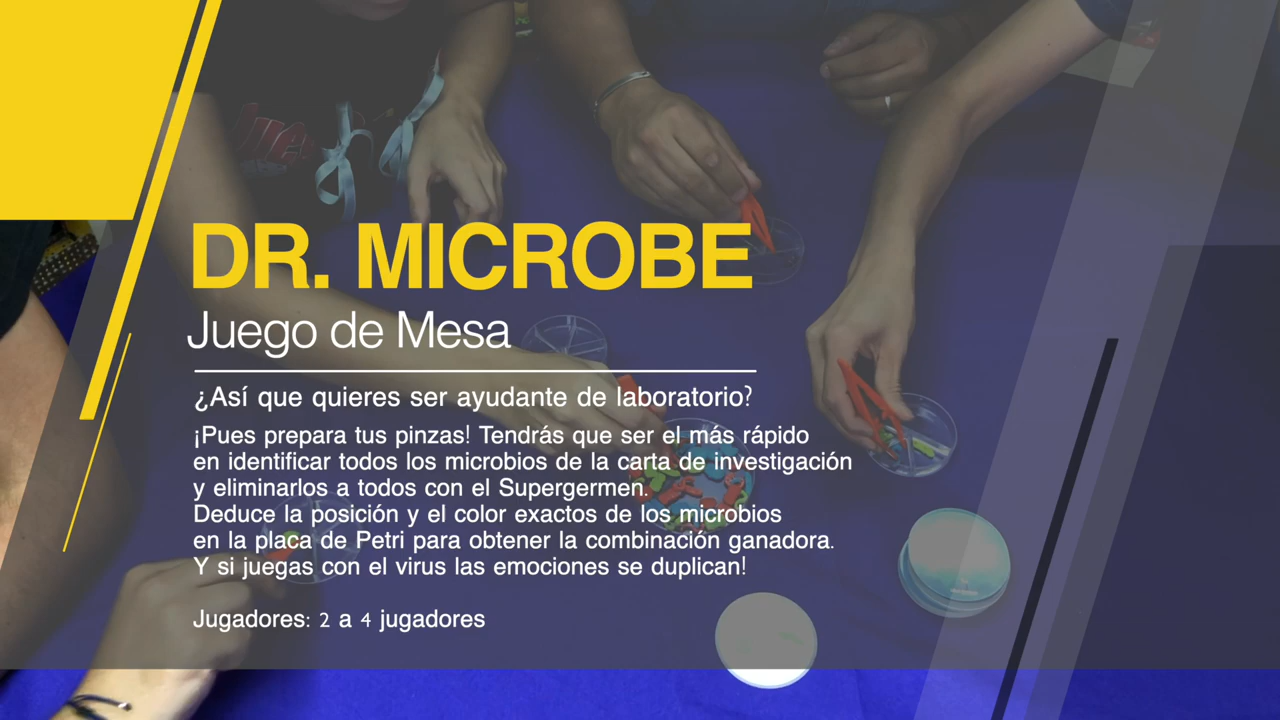 DR. MICROBE
Juego de Mesa
¿Así que quieres ser ayudante de laboratorio?
¡Pues prepara tus pinzas! Tendrás que ser el más rápido
en identificar todos los microbios de la carta de investigación
y eliminarlos a todos con el Supergermen.
Deduce la posición y el color exactos de los microbios
en la placa de Petri para obtener la combinación ganadora.
Y si juegas con el virus las emociones se duplican!
Jugadores: 2 a 4 jugadores